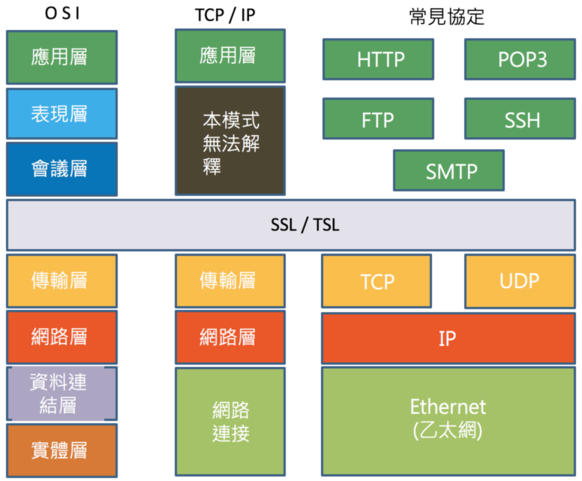 O S I
TCP / IP
常見協定
應用層
應用層
HTTP
POP3
表現層
本模式
無法解
釋
FTP
SSH
會議層
SMTP
SSL / TSL
傳輸層
傳輸層
TCP
UDP
網路層
網路層
IP
資料連
結層
網路
連接
Ethernet
(乙太網)
實體層